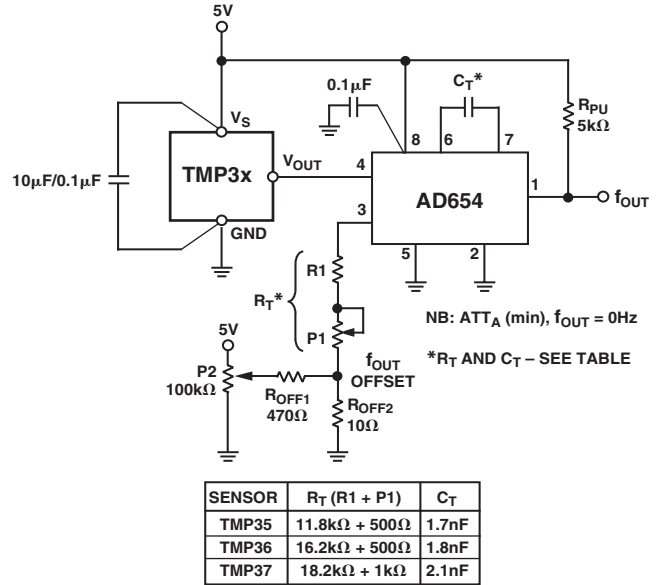 5V
0.1µF
C_T*
R_PU
5kΩ
V_S
8
6
7
10µF/0.1µF
TMP3x
V_OUT
4
AD654
1
f_OUT
3
GND
5
2
R1
R_T*
NB: ATT_A (min), f_OUT = 0Hz
P1
5V
f_OUT
OFFSET
*R_T AND C_T – SEE TABLE
P2
100kΩ
R_OFF1
470Ω
R_OFF2
10Ω
SENSOR R_T (R1 + P1) C_T
TMP35 11.8kΩ + 500Ω 1.7nF
TMP36 16.2kΩ + 500Ω 1.8nF
TMP37 18.2kΩ + 1kΩ 2.1nF